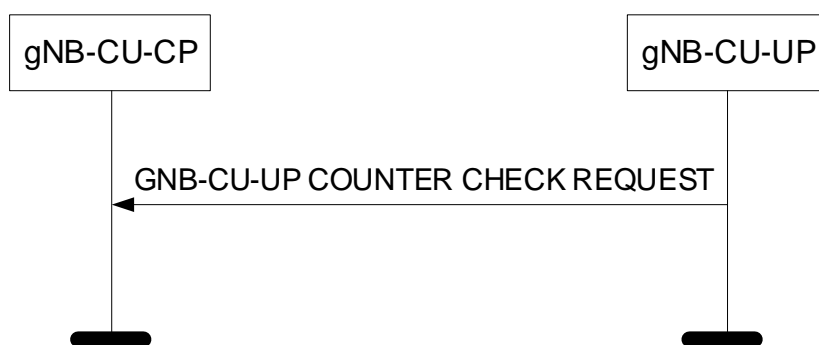 gNB-CU-CP
gNB-CU-UP
GNB-CU-UP COUNTER CHECK REQUEST